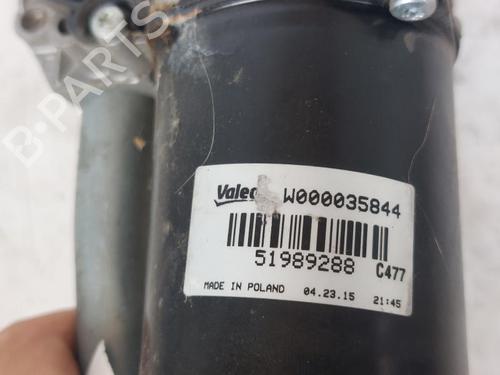 B-PARTS
Valeo W000035844
51989288 C477
MADE IN POLAND 04.23.15 21:45